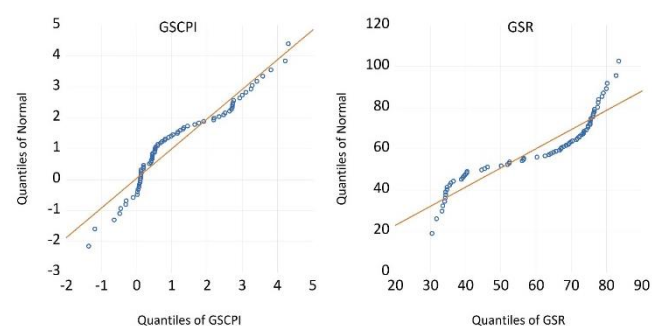 GSCPI
5
4
3
2
1
0
-1
-2
-3
Quantiles of Normal
-2 -1 0 1 2 3 4 5
Quantiles of GSCPI
GSR
120
100
80
60
40
20
0
Quantiles of Normal
20 30 40 50 60 70 80 90
Quantiles of GSR